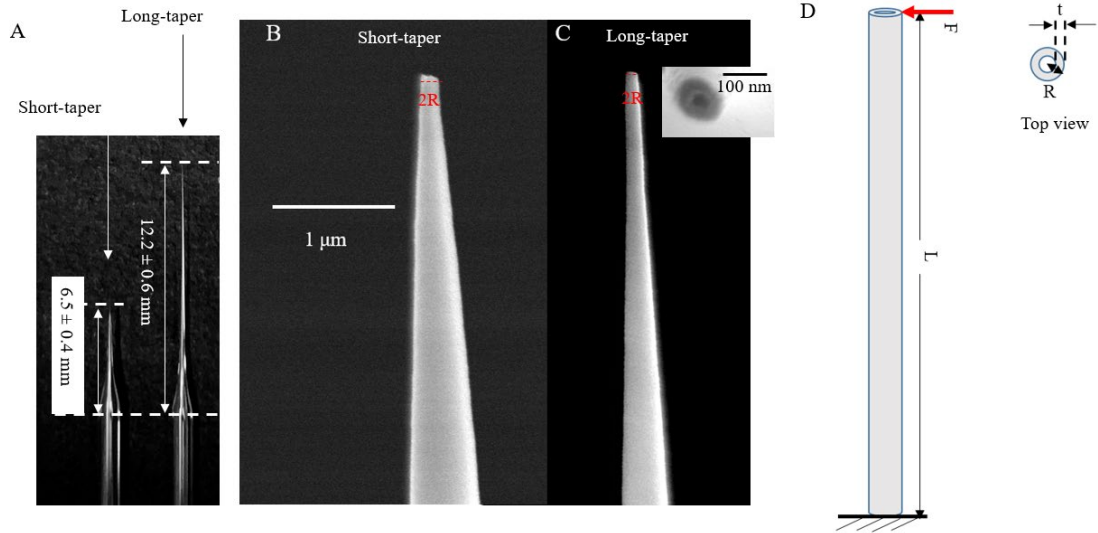 A
Long-taper
Short-taper
12.2 ± 0.6 mm
6.5 ± 0.4 mm
B
Short-taper
2R
1 μm
C
Long-taper
2R
100 nm
D
F
L
t
R
Top view